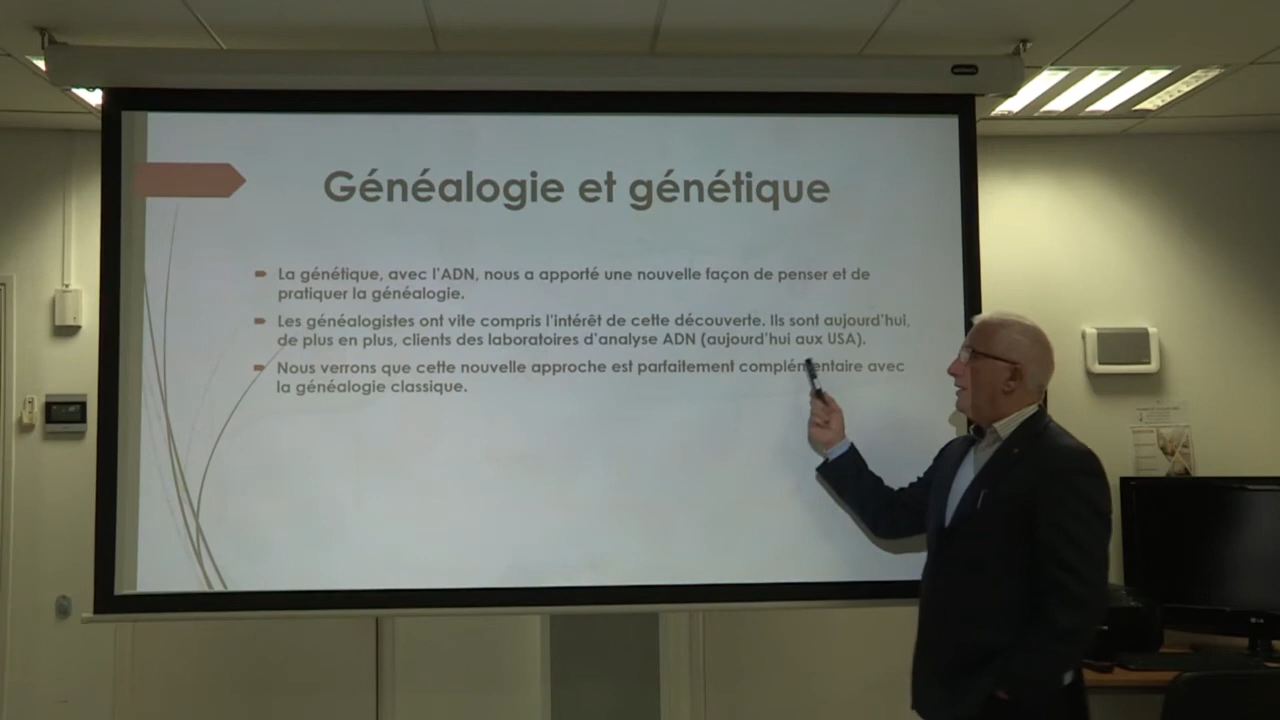 Généalogie et génétique
La génétique, avec l'ADN, nous a apporté une nouvelle façon de penser et de
pratiquer la généalogie.
Les généalogistes ont vite compris l'intérêt de cette découverte. Ils sont aujourd'hui,
de plus en plus, clients des laboratoires d'analyse ADN (aujourd'hui aux USA).
Nous verrons que cette nouvelle approche est parfaitement complémentaire avec
la généalogie classique.
LG